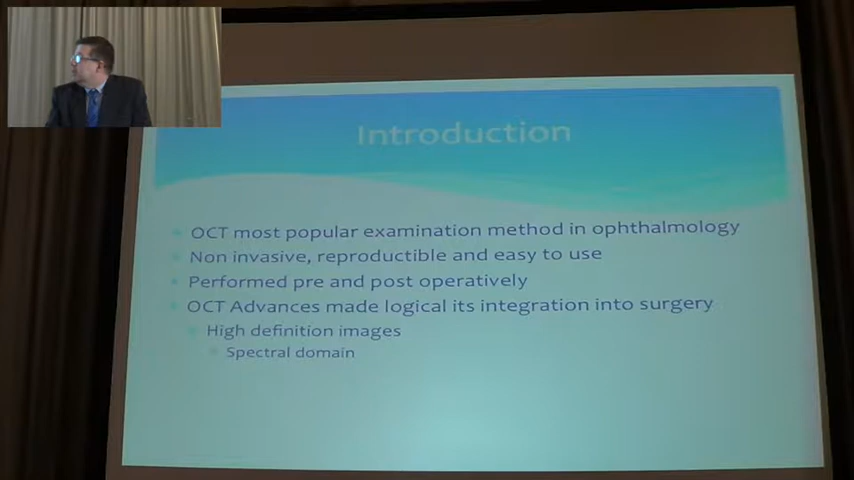 Introduction
OCT most popular examination method in ophthalmology
Non invasive, reproductible and easy to use
Performed pre and post operatively
OCT Advances made logical its integration into surgery
High definition images
Spectral domain